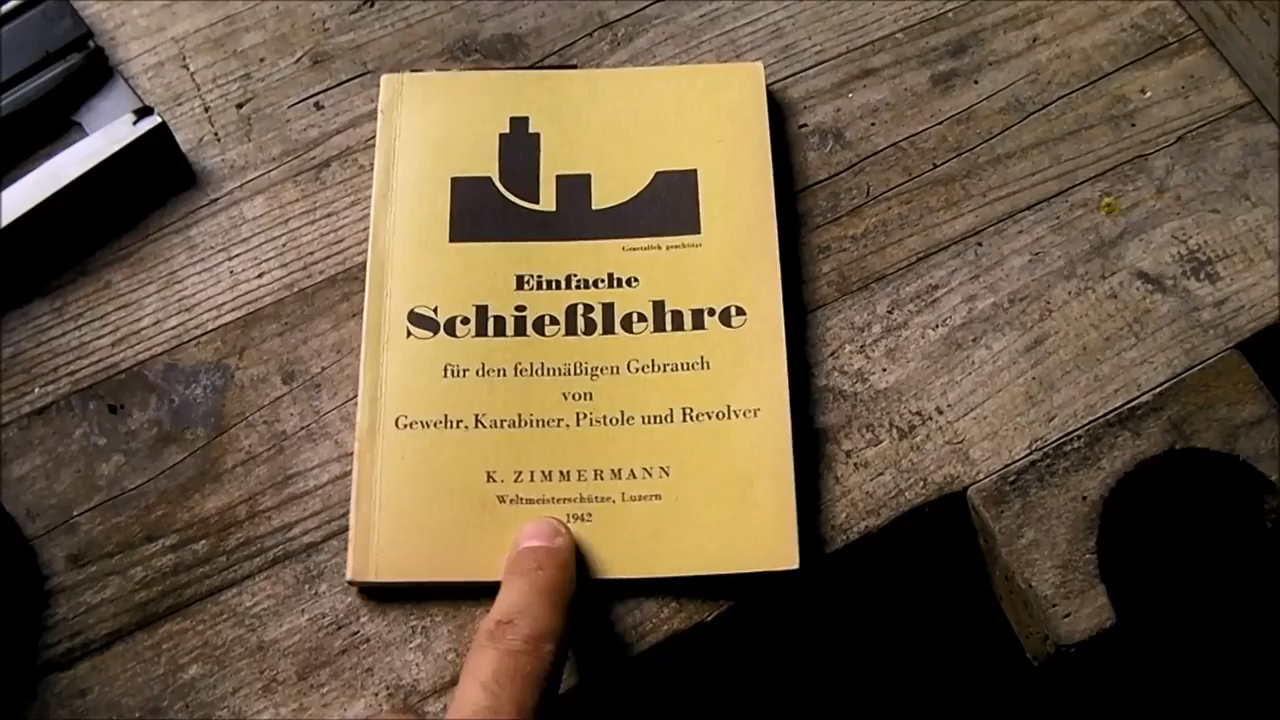 Gesetzlich geschützt
Einfache
Schießlehre
für den feldmäßigen Gebrauch
von
Gewehr, Karabiner, Pistole und Revolver
K. ZIMMERMANN
Weltmeisterschütze, Luzern
1942